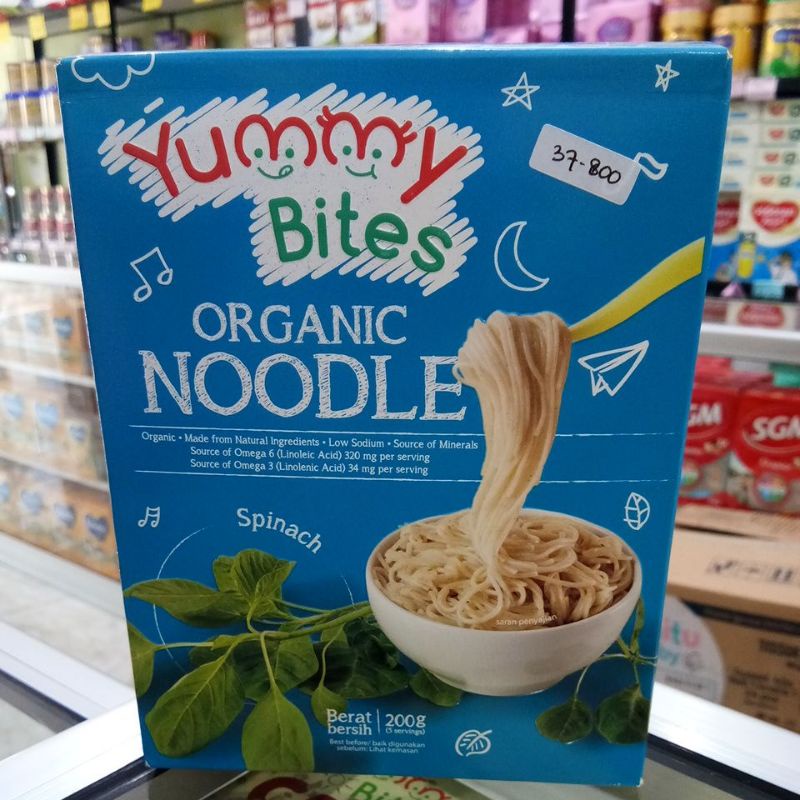 Yummy
Bites
37-800
ORGANIC
NOODLE
Organic • Made from Natural Ingredients • Low Sodium • Source of Minerals
Source of Omega 6 (Linoleic Acid) 320 mg per serving
Source of Omega 3 (Linolenic Acid) 34 mg per serving
Spinach
saran penyajian
Berat bersih
200g
(5 servings)
Best before/ baik digunakan
sebelum: Lihat kemasan
SGM
SGM
Bites